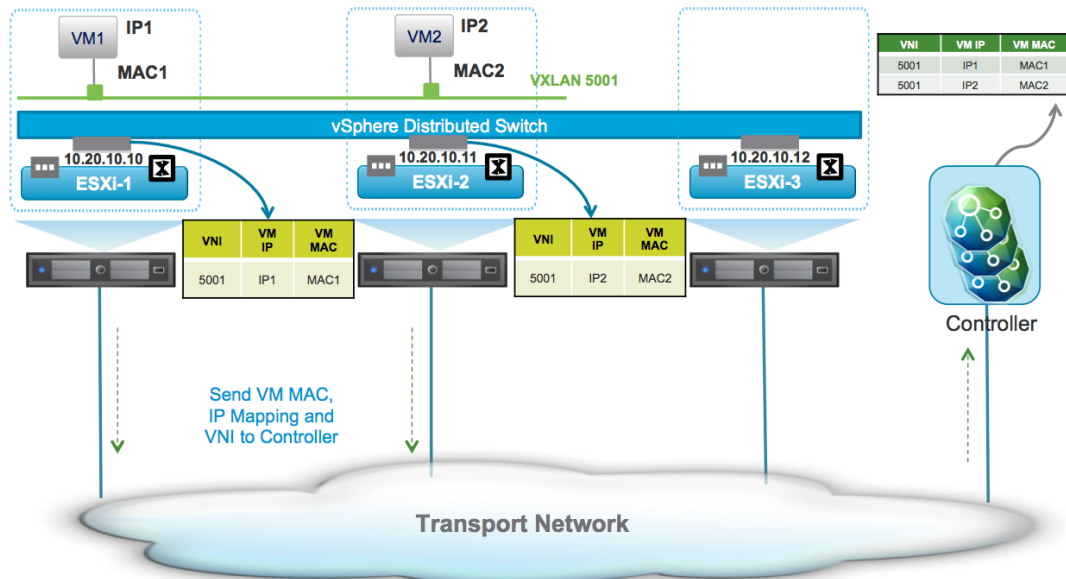 VM1
IP1
MAC1
VM2
IP2
MAC2
VXLAN 5001
vSphere Distributed Switch
10.20.10.10
ESXi-1
10.20.10.11
ESXi-2
10.20.10.12
ESXi-3
VNI VM IP VM MAC
5001 IP1 MAC1
5001 IP2 MAC2
VNI VM IP VM MAC
5001 IP1 MAC1
VNI VM IP VM MAC
5001 IP2 MAC2
Controller
Send VM MAC,
IP Mapping and
VNI to Controller
Transport Network